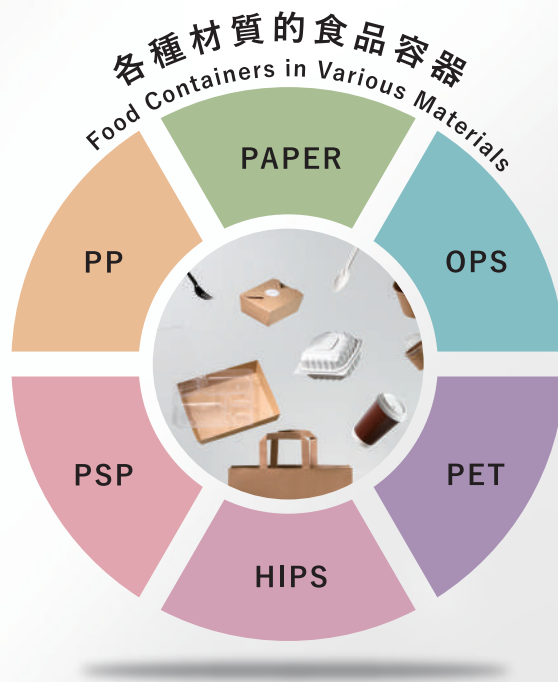 各種材質的食品容器
Food Containers in Various Materials
PAPER
PP
OPS
PSP
PET
HIPS